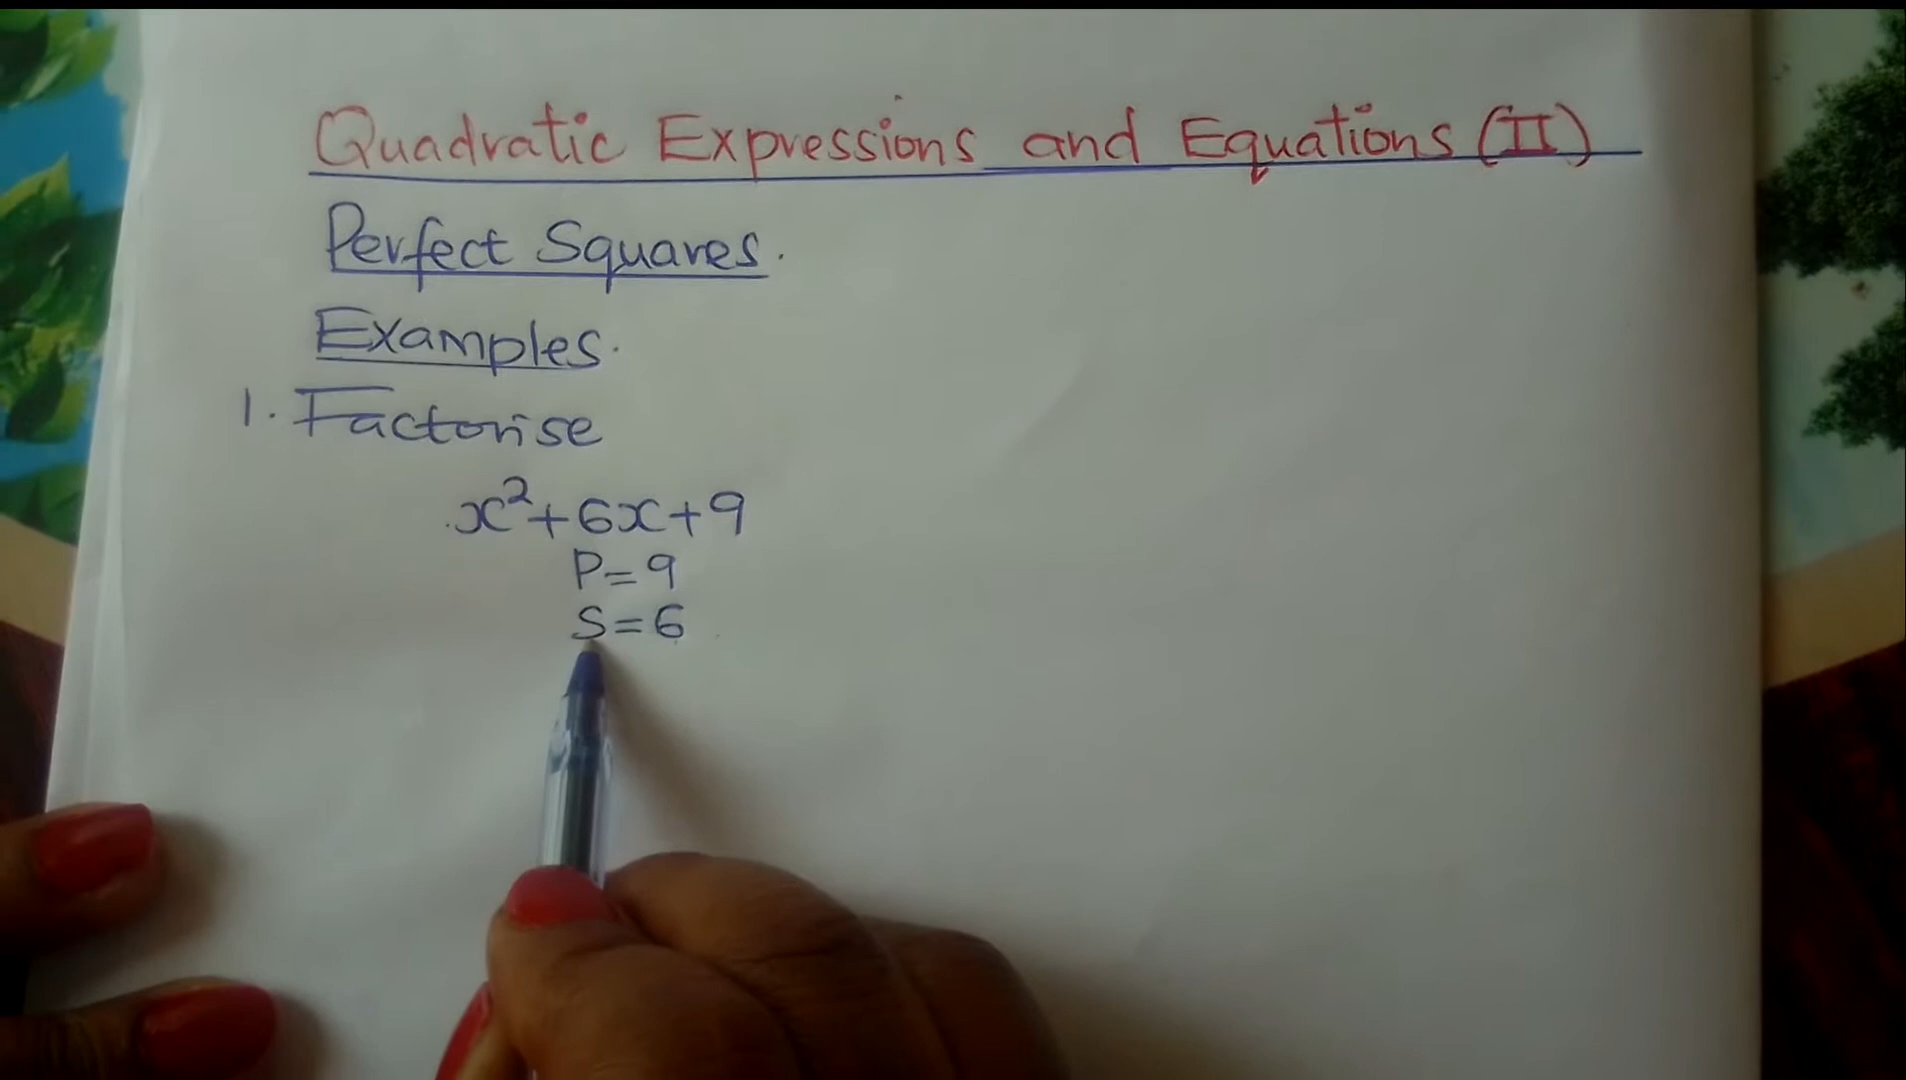 Quadratic Expressions and Equations (II)
Perfect Squares.
Examples.
1. Factorise
x²+6x+9
P=9
S=6